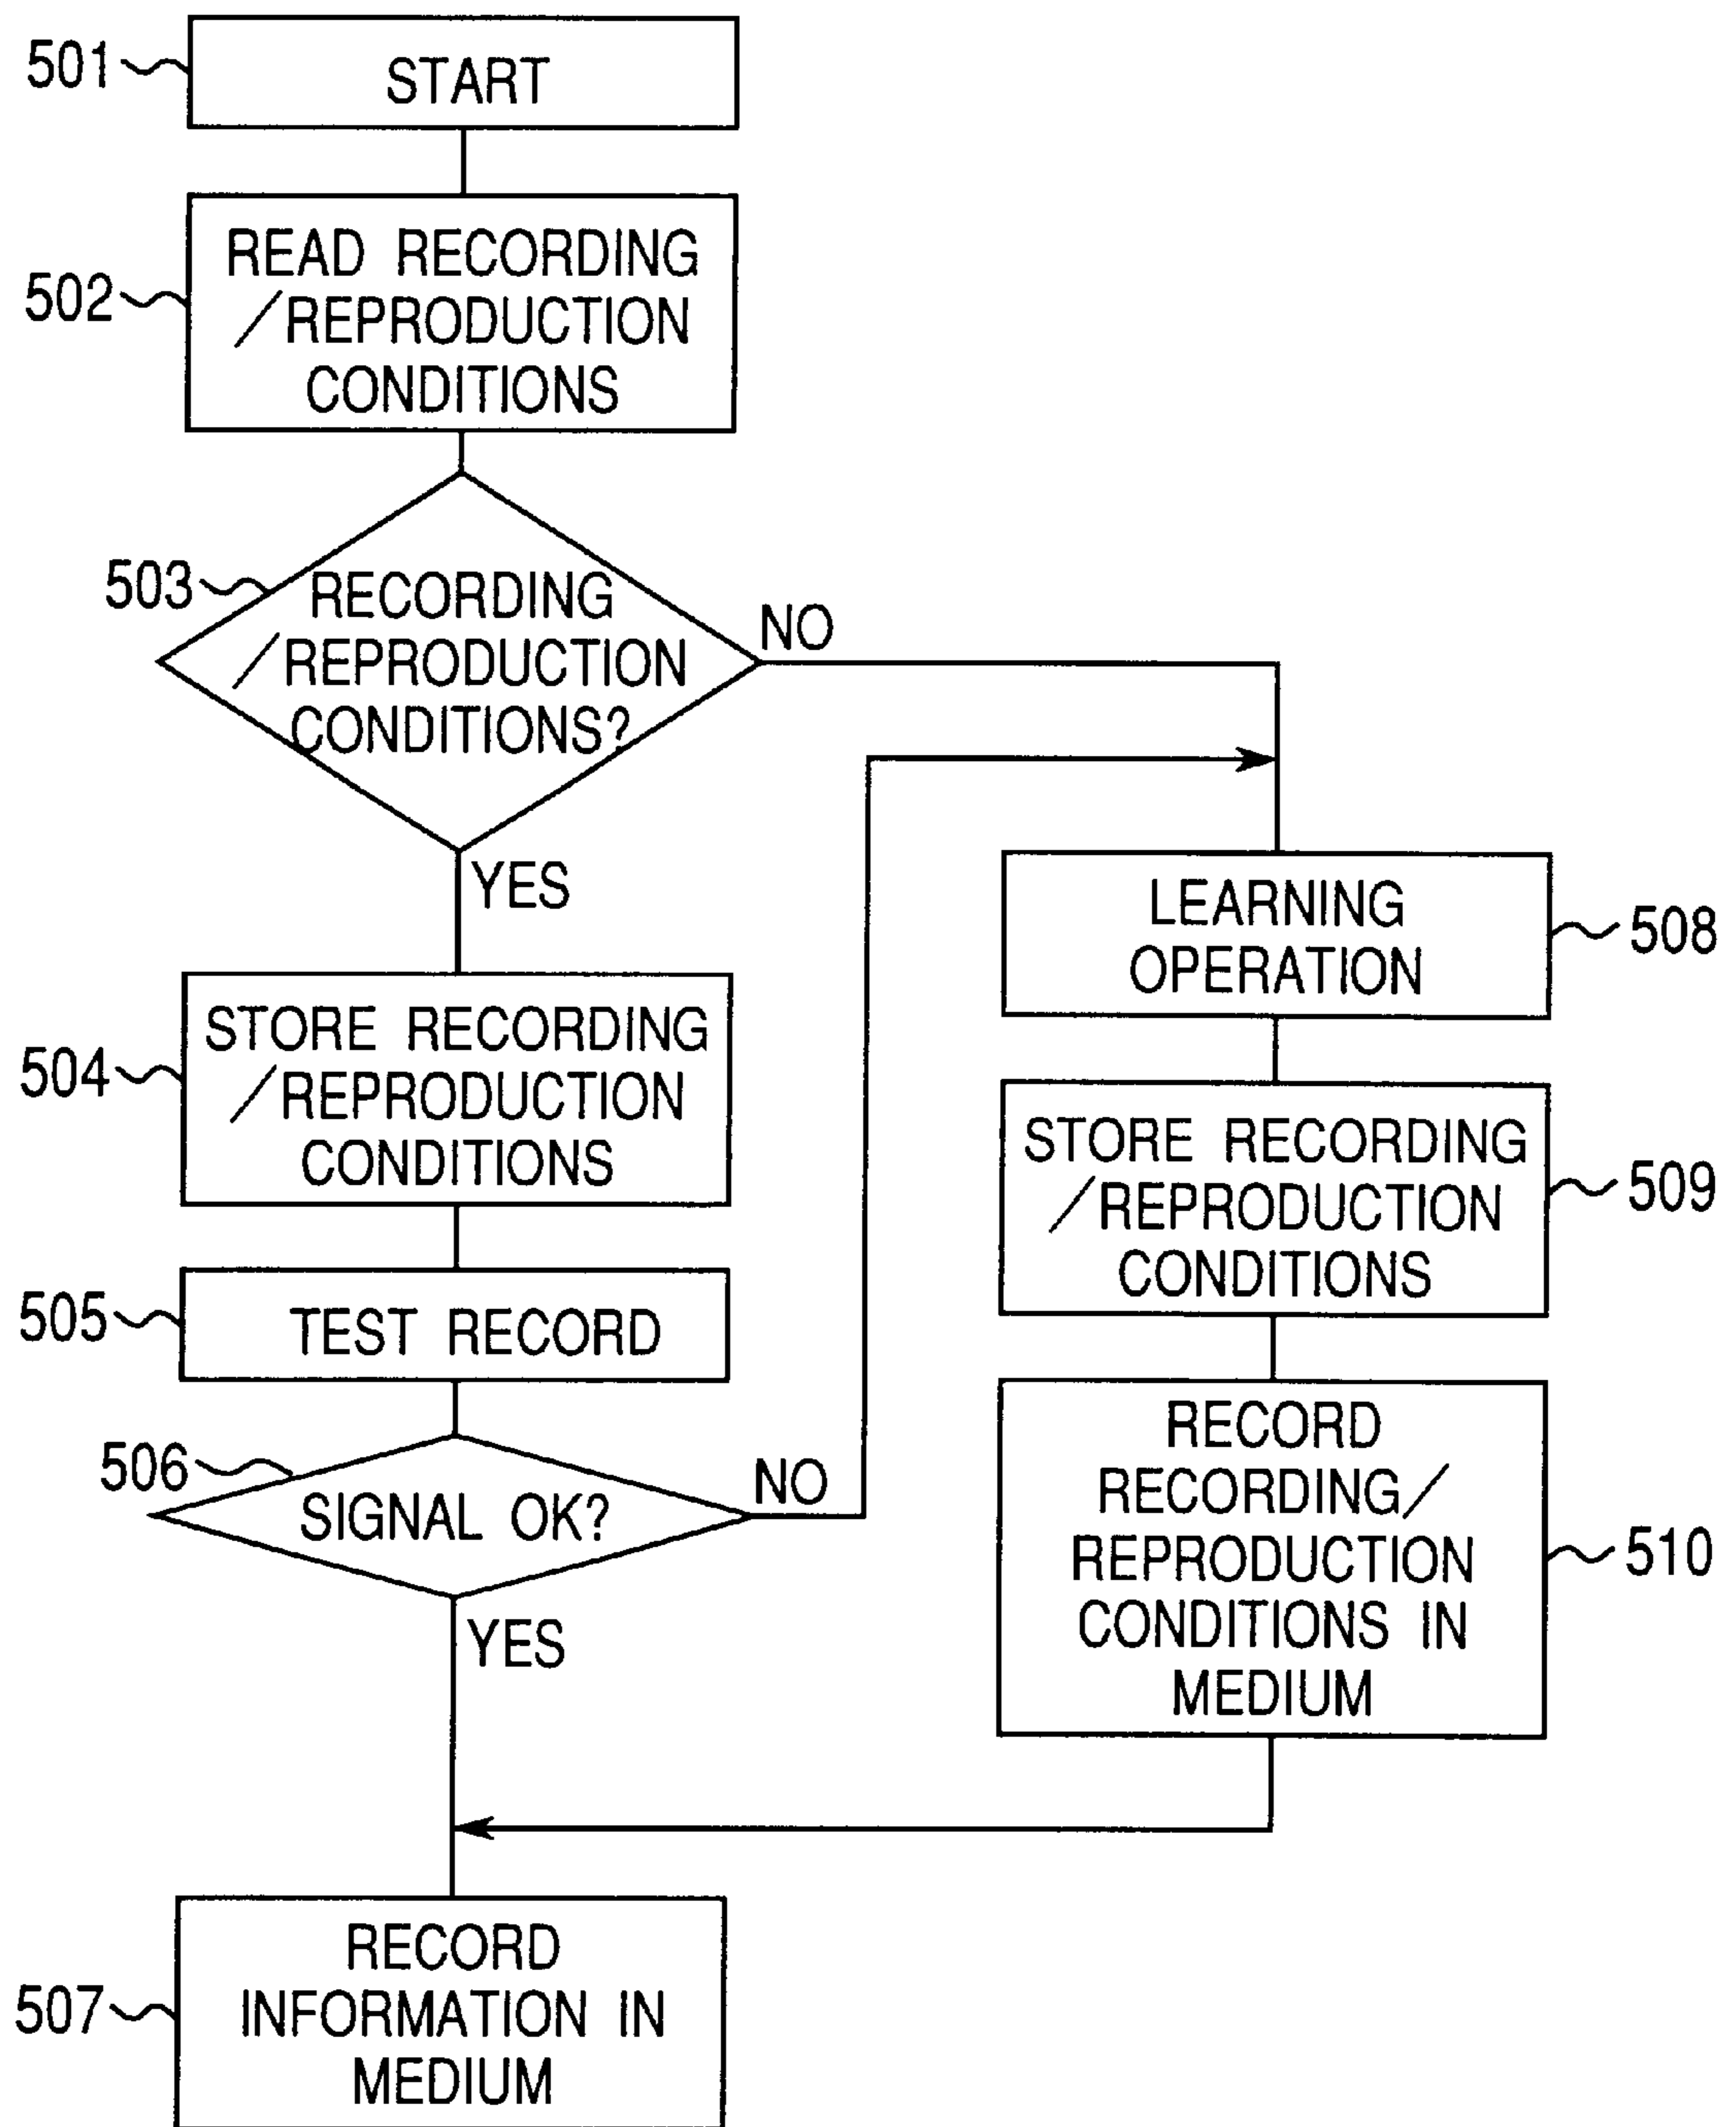 501
START
502
READ RECORDING
/REPRODUCTION
CONDITIONS
503
RECORDING
/REPRODUCTION
CONDITIONS?
NO
YES
504
STORE RECORDING
/REPRODUCTION
CONDITIONS
505
TEST RECORD
506
SIGNAL OK?
NO
YES
507
RECORD
INFORMATION IN
MEDIUM
LEARNING
OPERATION
508
STORE RECORDING
/REPRODUCTION
CONDITIONS
509
RECORD
RECORDING/
REPRODUCTION
CONDITIONS IN
MEDIUM
510